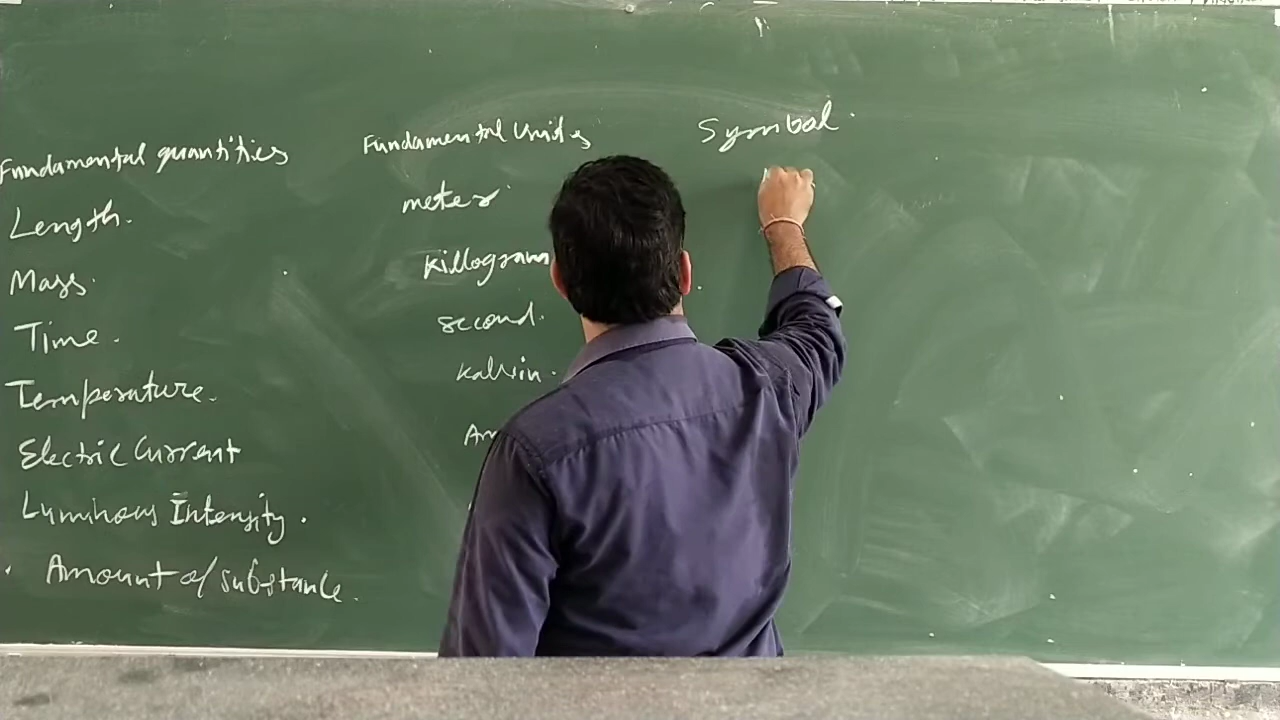 Fundamental quantities Fundamental Units Symbol.
Length. meter.
Mass. Killogram
Time. second.
Temperature. kalvin.
Electric Current
Luminous Intensity.
Amount of substance.